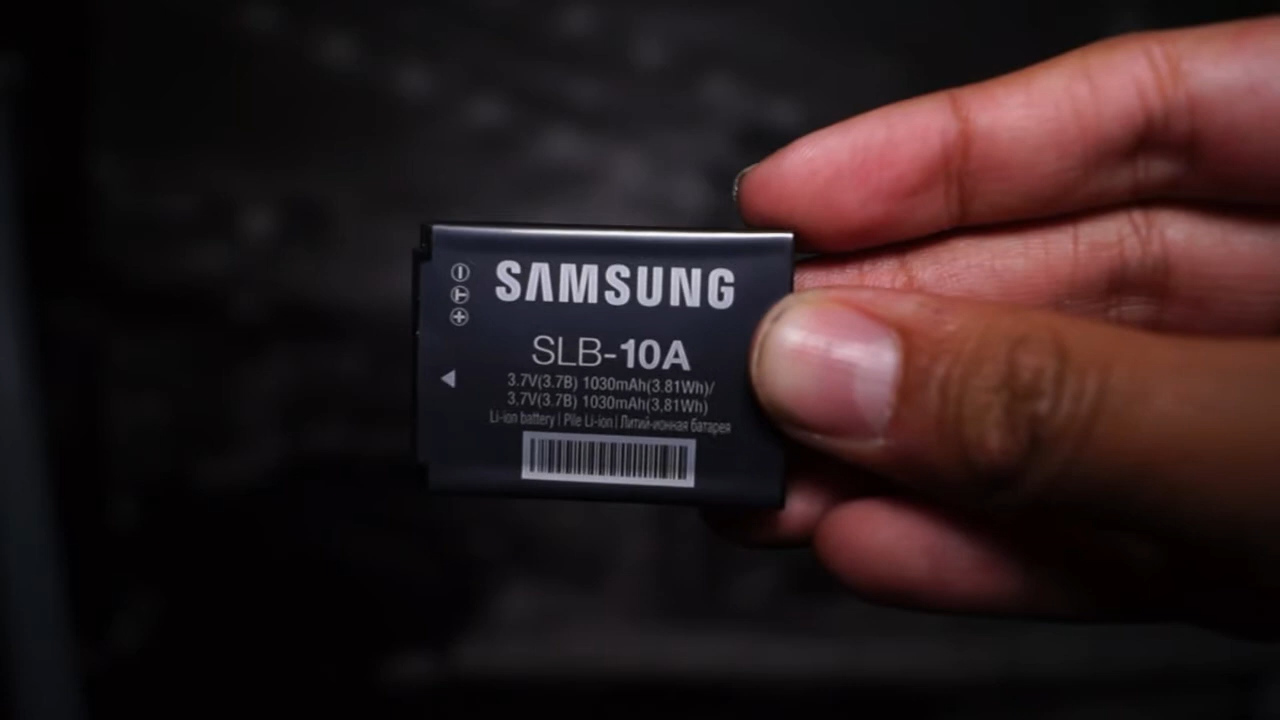 SAMSUNG
SLB-10A
3.7V(3.7B) 1030mAh(3.81Wh)/
3.7V(3.7B) 1030mAh(3.81Wh)
Li-ion battery | Pile Li-ion | Литий-ионная батарея